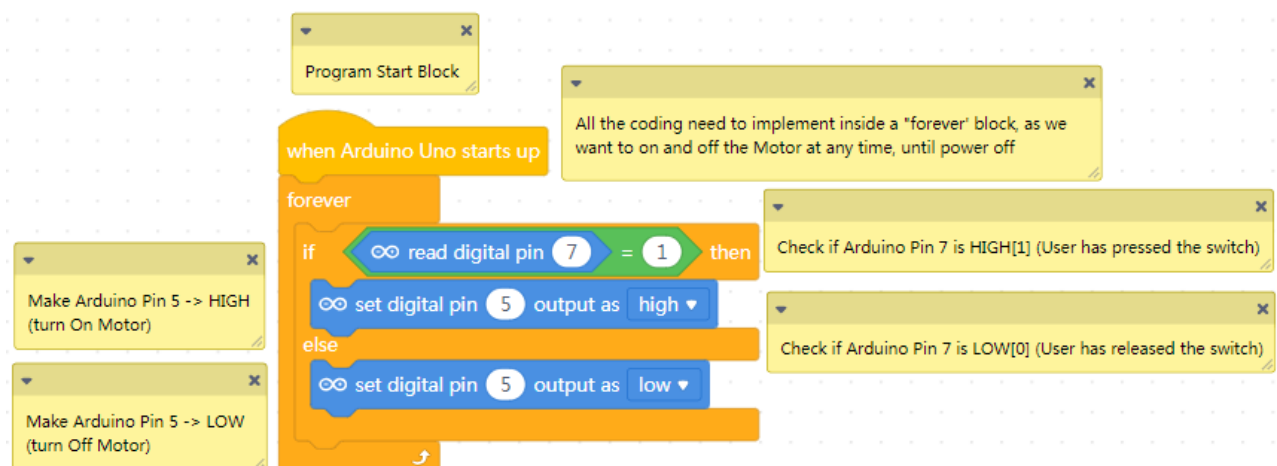 Program Start Block
All the coding need to implement inside a "forever' block, as we
want to on and off the Motor at any time, until power off
when Arduino Uno starts up
forever
if read digital pin 7 = 1 then
Check if Arduino Pin 7 is HIGH[1] (User has pressed the switch)
Make Arduino Pin 5 -> HIGH
(turn On Motor)
set digital pin 5 output as high
else
Check if Arduino Pin 7 is LOW[0] (User has released the switch)
set digital pin 5 output as low
Make Arduino Pin 5 -> LOW
(turn Off Motor)